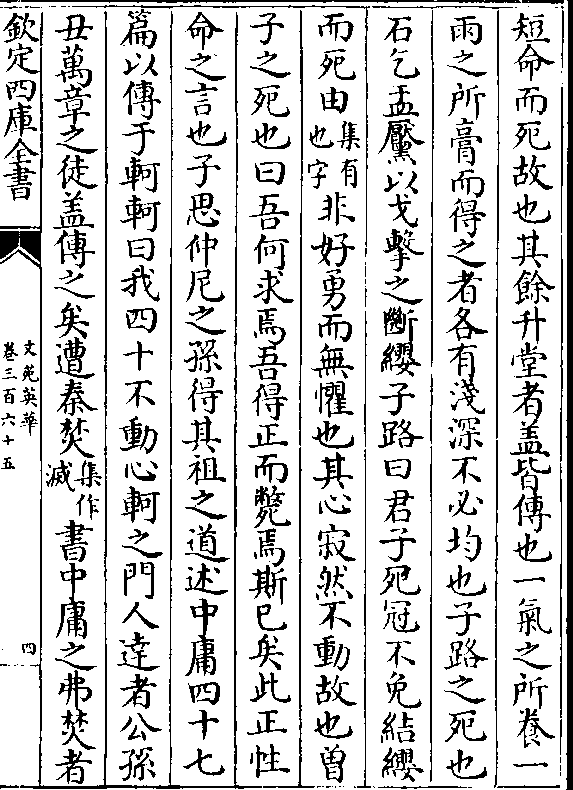 短命而死故也其餘升堂者盖皆傳也一氣之所養一
雨之所膏而得之者各有淺深不必均也子路之死也
石乞盂黶以戈擊之斷纓子路曰君子死冠不免結纓
而死由集有也字非好勇而無懼也其心寂然不動故也曾
子之死也曰吾何求焉吾得正而斃焉斯已矣此正性
命之言也子思仲尼之孫得其祖之道述中庸四十七
篇以傳于軻軻曰我四十不動心軻之門人逹者公孫
丑萬章之徒盖傳之矣遭秦焚集作滅書中庸之弗焚者
欽定四庫全書
文苑英華
卷三百六十五
四